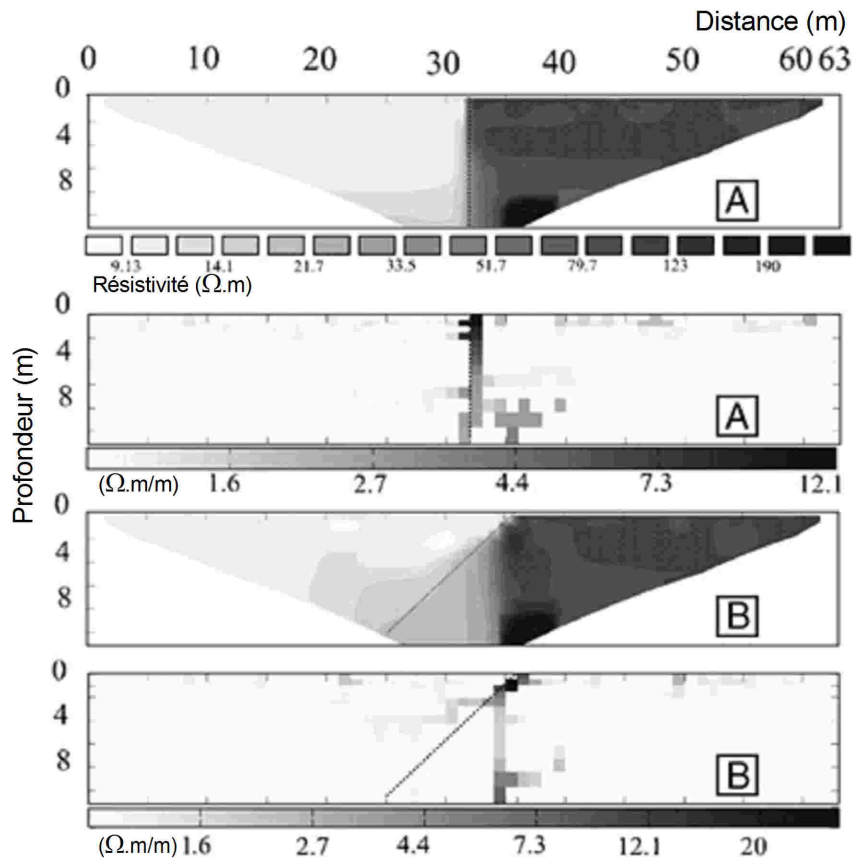 Distance (m)
0 10 20 30 40 50 60 63
0
4
8
A
9.13 14.1 21.7 33.5 51.7 79.7 123 190
Résistivité (Ω.m)
0
4
8
A
Profondeur (m)
(Ω.m/m) 1.6 2.7 4.4 7.3 12.1
0
4
8
B
0
4
8
B
(Ω.m/m) 1.6 2.7 4.4 7.3 12.1 20